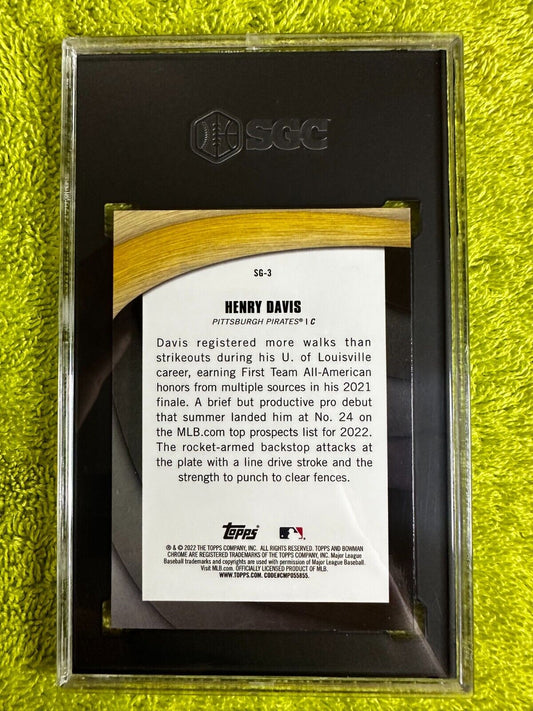 SGC
SG-3
HENRY DAVIS
PITTSBURGH PIRATES® | C
Davis registered more walks than
strikeouts during his U. of Louisville
career, earning First Team All-American
honors from multiple sources in his 2021
finale. A brief but productive pro debut
that summer landed him at No. 24 on
the MLB.com top prospects list for 2022.
The rocket-armed backstop attacks at
the plate with a line drive stroke and the
strength to punch to clear fences.
Topps
® & © 2022 THE TOPPS COMPANY, INC. ALL RIGHTS RESERVED. TOPPS AND BOWMAN
CHROME ARE REGISTERED TRADEMARKS OF THE TOPPS COMPANY, INC. Major League
Baseball trademarks and copyrights are used with permission of Major League Baseball.
Visit MLB.com. OFFICIALLY LICENSED PRODUCT OF MLB.
WWW.TOPPS.COM. CODE#CMP055855.